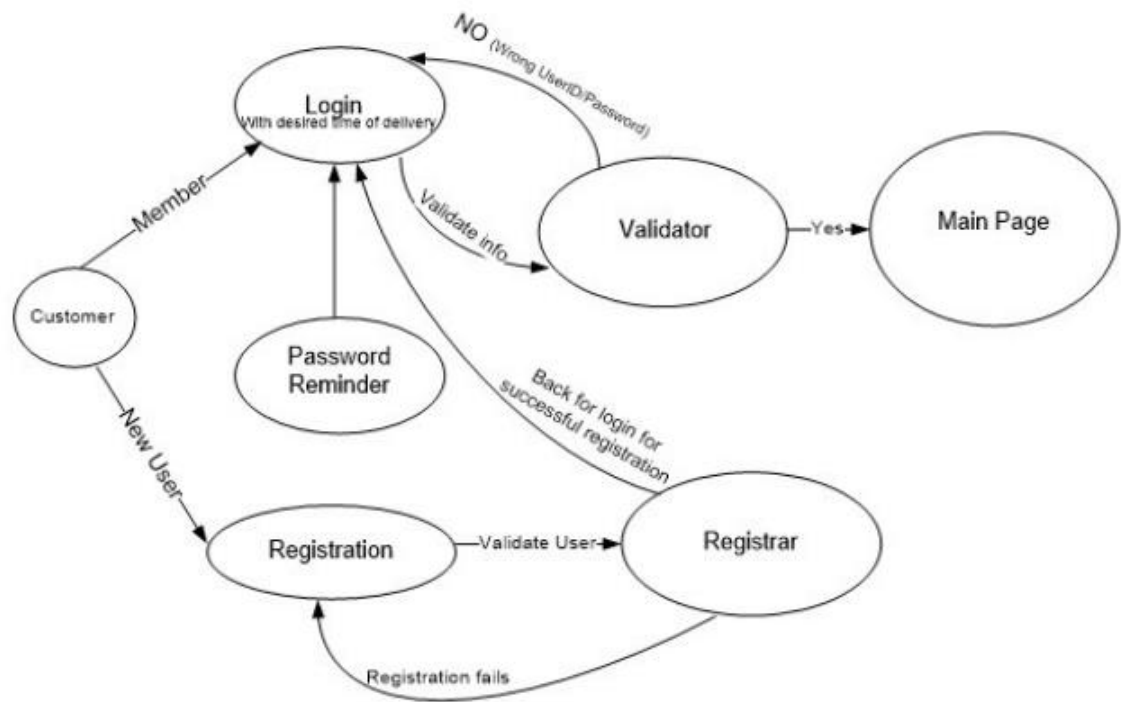 NO (Wrong UserID/Password)
Login
With desired time of delivery
Member
Validate info
Validator
Yes
Main Page
Customer
Password
Reminder
Back for login for
successful registration
New User
Registration
Validate User
Registrar
Registration fails